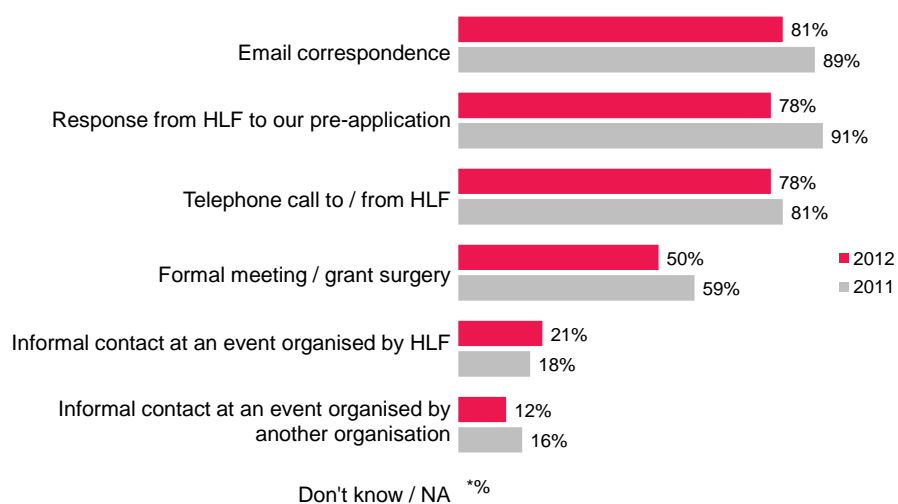 81%
Email correspondence
89%
78%
Response from HLF to our pre-application
91%
78%
Telephone call to / from HLF
81%
50%
Formal meeting / grant surgery
59%
2012
2011
21%
Informal contact at an event organised by HLF
18%
Informal contact at an event organised by
another organisation
12%
16%
Don't know / NA
*%